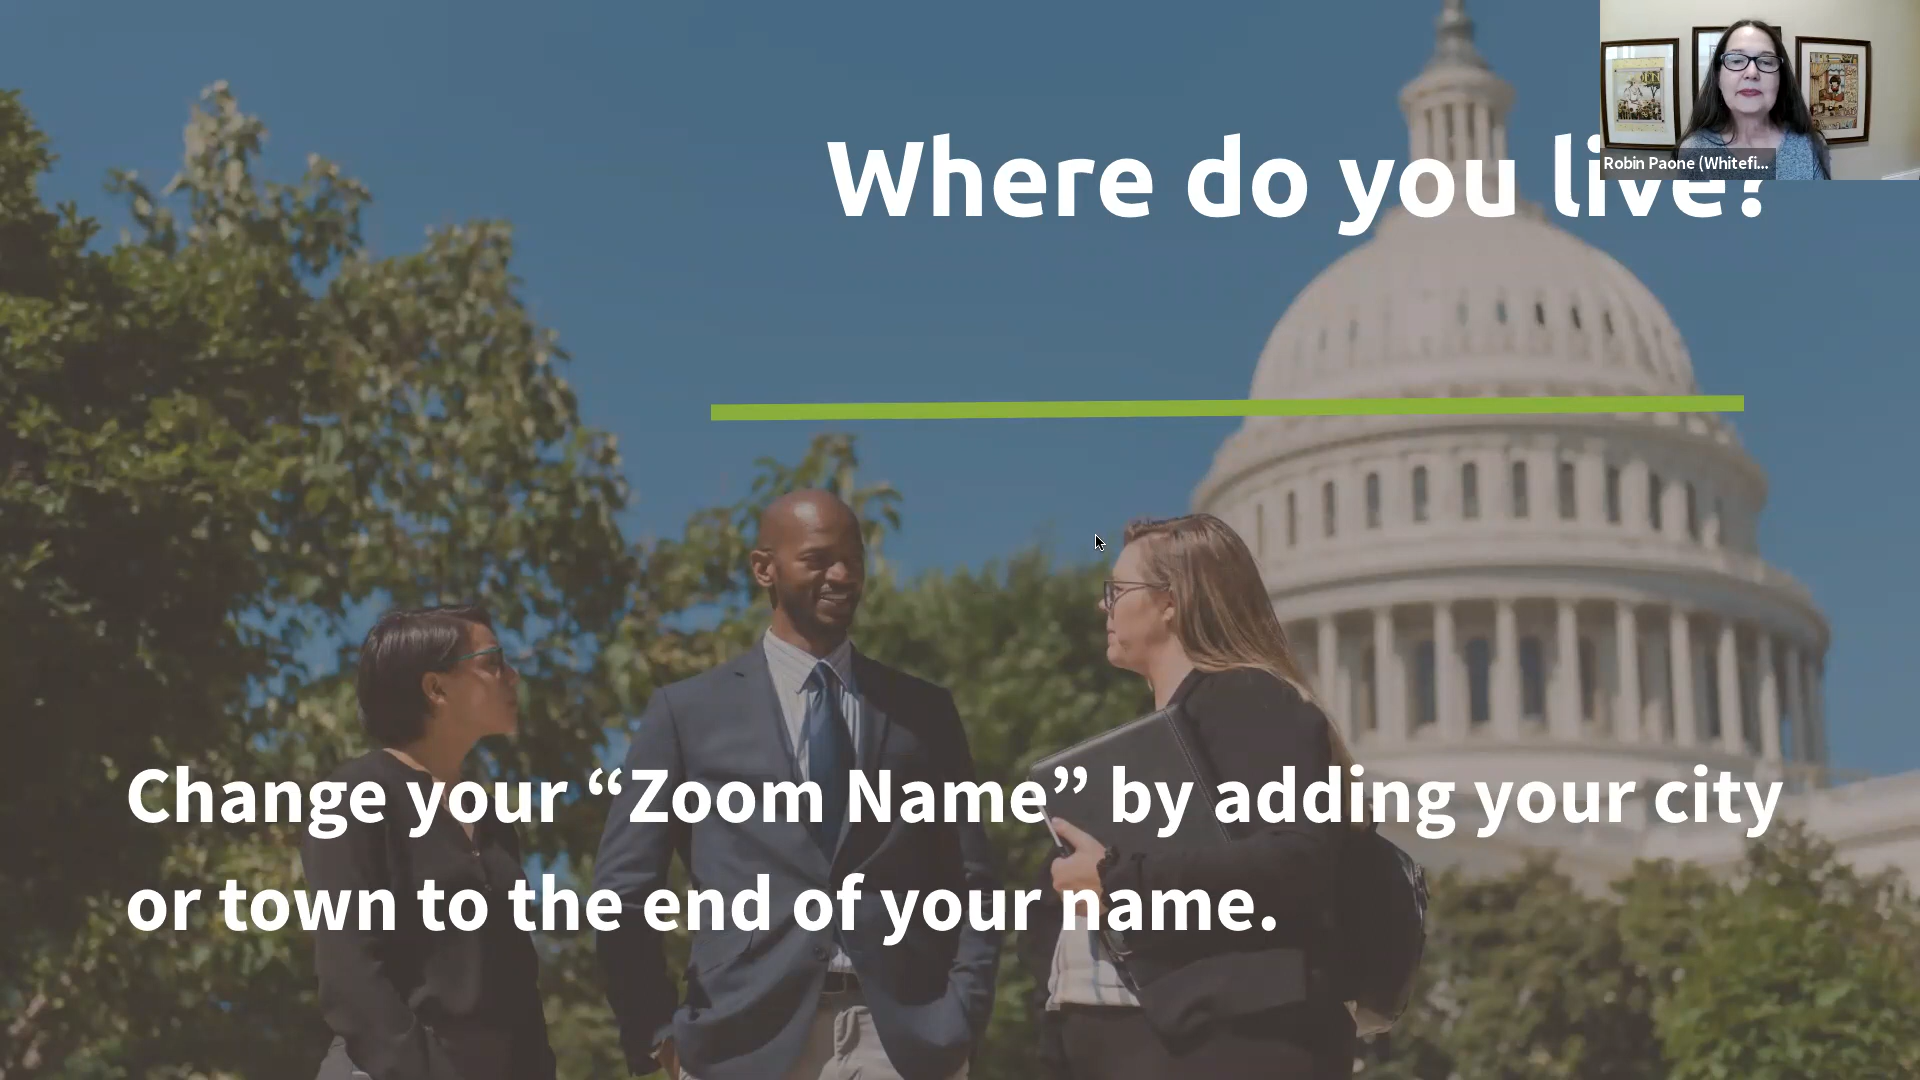 Where do you live?
Robin Paone (Whitefi...
Change your “Zoom Name” by adding your city
or town to the end of your name.